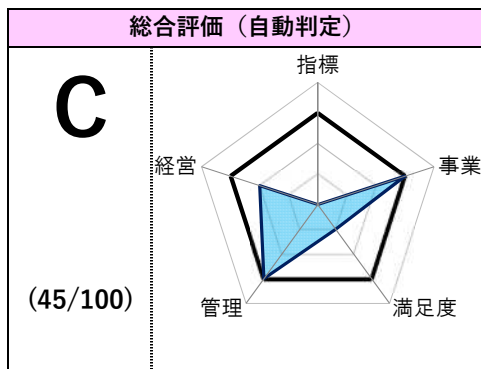 総合評価（自動判定）
C
(45/100)
指標
事業
満足度
管理
経営